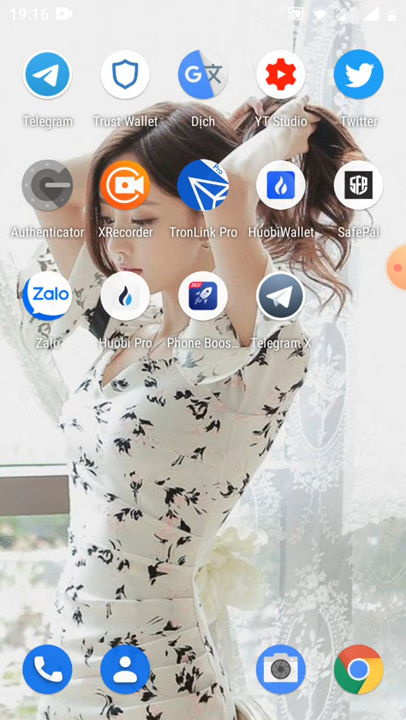 19:16
Telegram
Trust Wallet
Dịch
YT Studio
Twitter
Authenticator
XRecorder
TronLink Pro
HuobiWallet
SafePal
Zalo
Zalo
Huobi Pro
Phone Boos...
Telegram X